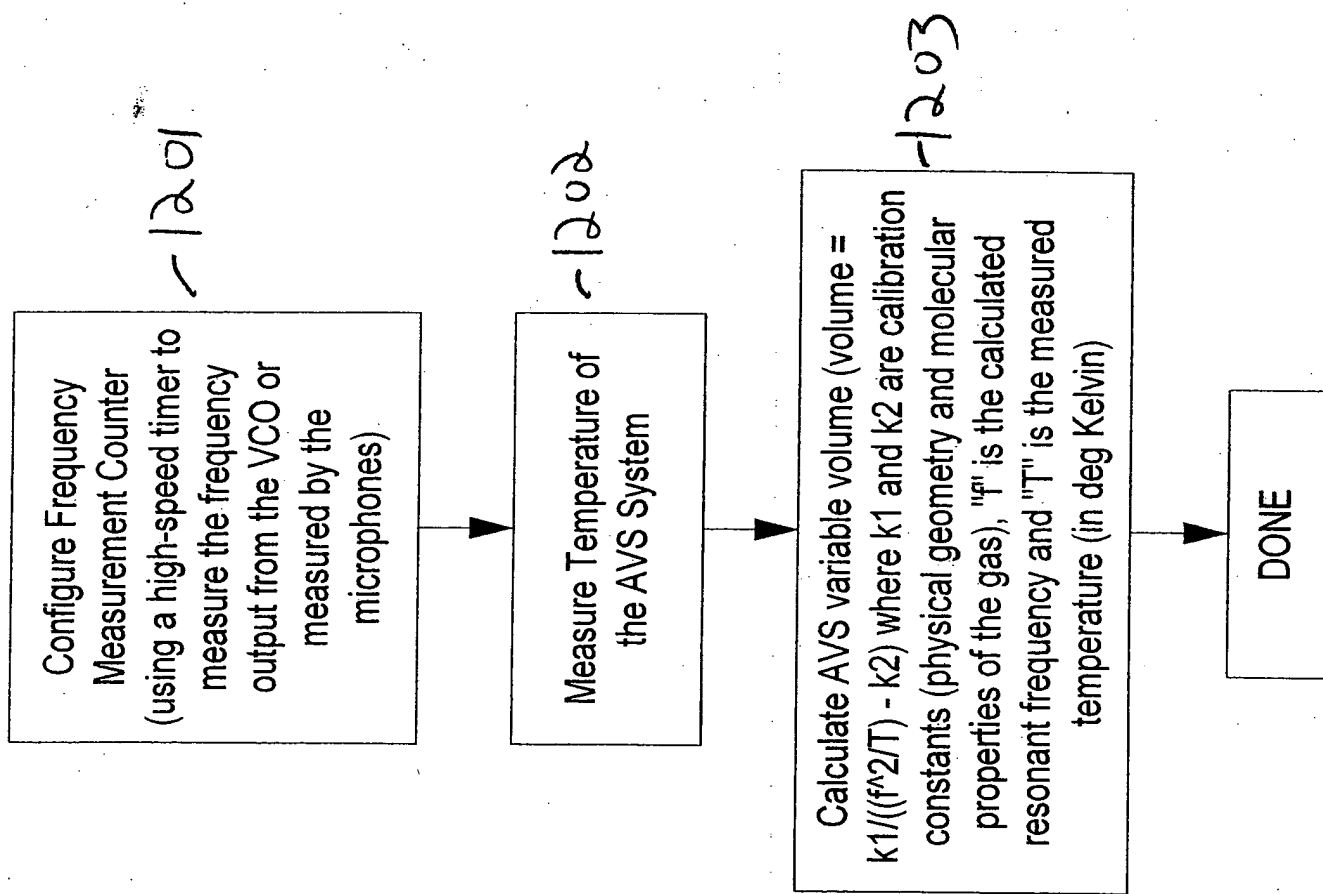 Configure Frequency
Measurement Counter
(using a high-speed timer to
measure the frequency
output from the VCO or
measured by the
microphones)
~1201
Measure Temperature of
the AVS System
~1202
Calculate AVS variable volume (volume =
k1/((f^2/T) - k2) where k1 and k2 are calibration
constants (physical geometry and molecular
properties of the gas), "f" is the calculated
resonant frequency and "T" is the measured
temperature (in deg Kelvin)
~1203
DONE